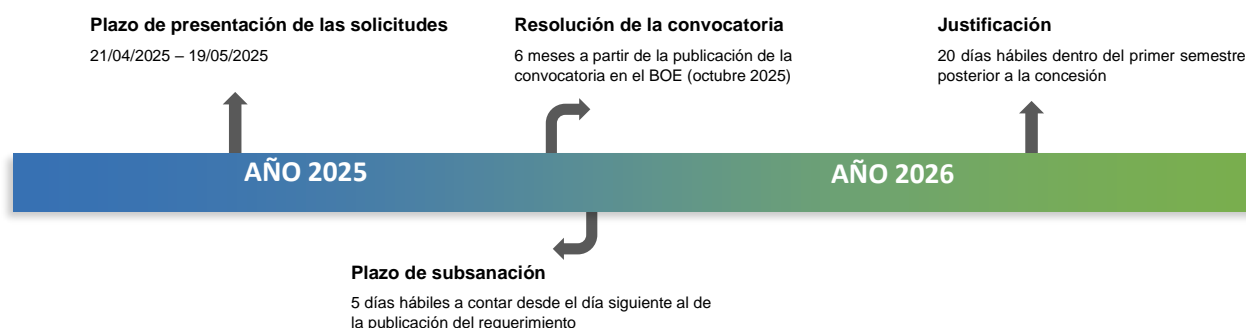 Plazo de presentación de las solicitudes
21/04/2025 – 19/05/2025
Resolución de la convocatoria
6 meses a partir de la publicación de la
convocatoria en el BOE (octubre 2025)
Justificación
20 días hábiles dentro del primer semestre
posterior a la concesión
AÑO 2025
AÑO 2026
Plazo de subsanación
5 días hábiles a contar desde el día siguiente al de
la publicación del requerimiento